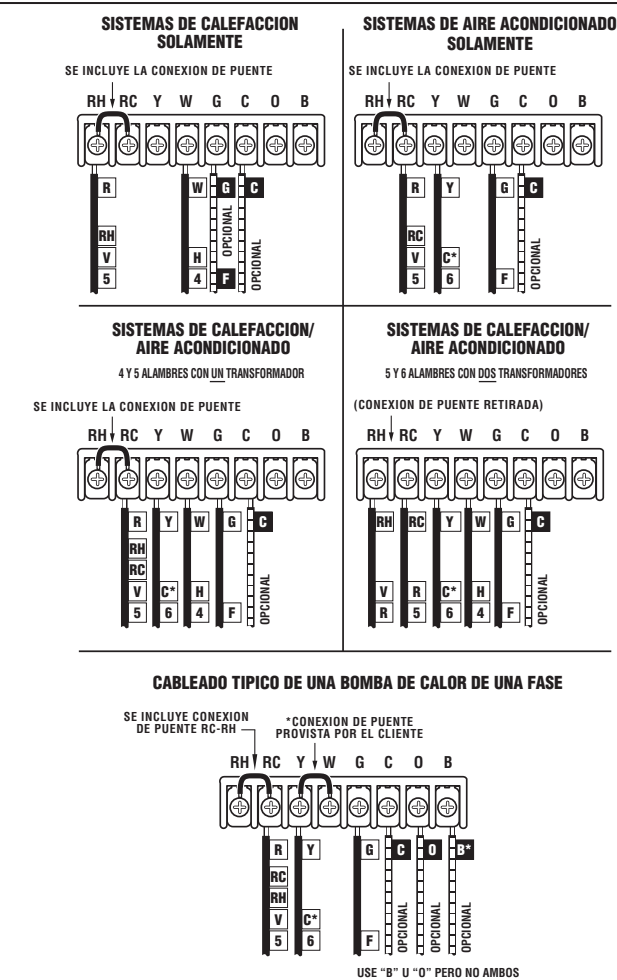 SISTEMAS DE CALEFACCION
SOLAMENTE
SE INCLUYE LA CONEXION DE PUENTE
RH RC Y W G C O B
R W G C
RH
V H
5 4 F
OPCIONAL
OPCIONAL
SISTEMAS DE AIRE ACONDICIONADO
SOLAMENTE
SE INCLUYE LA CONEXION DE PUENTE
RH RC Y W G C O B
R Y G C
RC
V C*
5 6 F
OPCIONAL
SISTEMAS DE CALEFACCION/
AIRE ACONDICIONADO
4 Y 5 ALAMBRES CON UN TRANSFORMADOR
SE INCLUYE LA CONEXION DE PUENTE
RH RC Y W G C O B
R Y W G C
RH
RC
V C* H
5 6 4 F
OPCIONAL
SISTEMAS DE CALEFACCION/
AIRE ACONDICIONADO
5 Y 6 ALAMBRES CON DOS TRANSFORMADORES
(CONEXION DE PUENTE RETIRADA)
RH RC Y W G C O B
RH RC Y W G C
V R C* H
R 5 6 4 F
OPCIONAL
CABLEADO TIPICO DE UNA BOMBA DE CALOR DE UNA FASE
SE INCLUYE CONEXION
DE PUENTE RC-RH
*CONEXION DE PUENTE
PROVISTA POR EL CLIENTE
RH RC Y W G C O B
R Y G C O B*
RC
RH
V C*
5 6 F
OPCIONAL
OPCIONAL
OPCIONAL
USE “B” U “O” PERO NO AMBOS